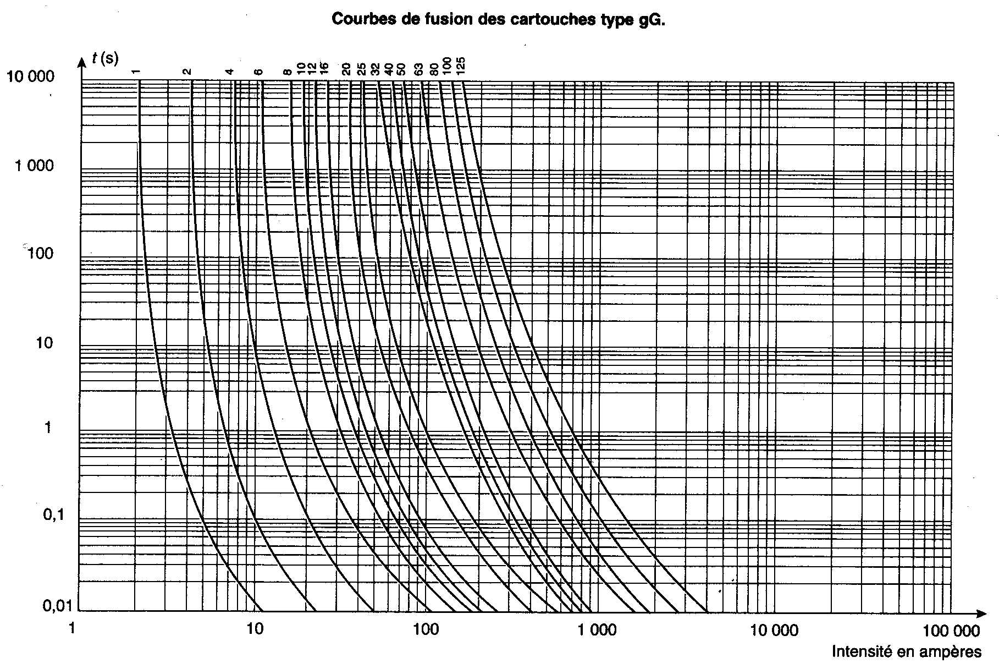 Courbes de fusion des cartouches type gG.
t (s)
1 2 4 6 8 10 12 16 20 25 32 40 50 63 80 100 125
10 000
1 000
100
10
1
0,1
0,01
1 10 100 1 000 10 000 100 000
Intensité en ampères